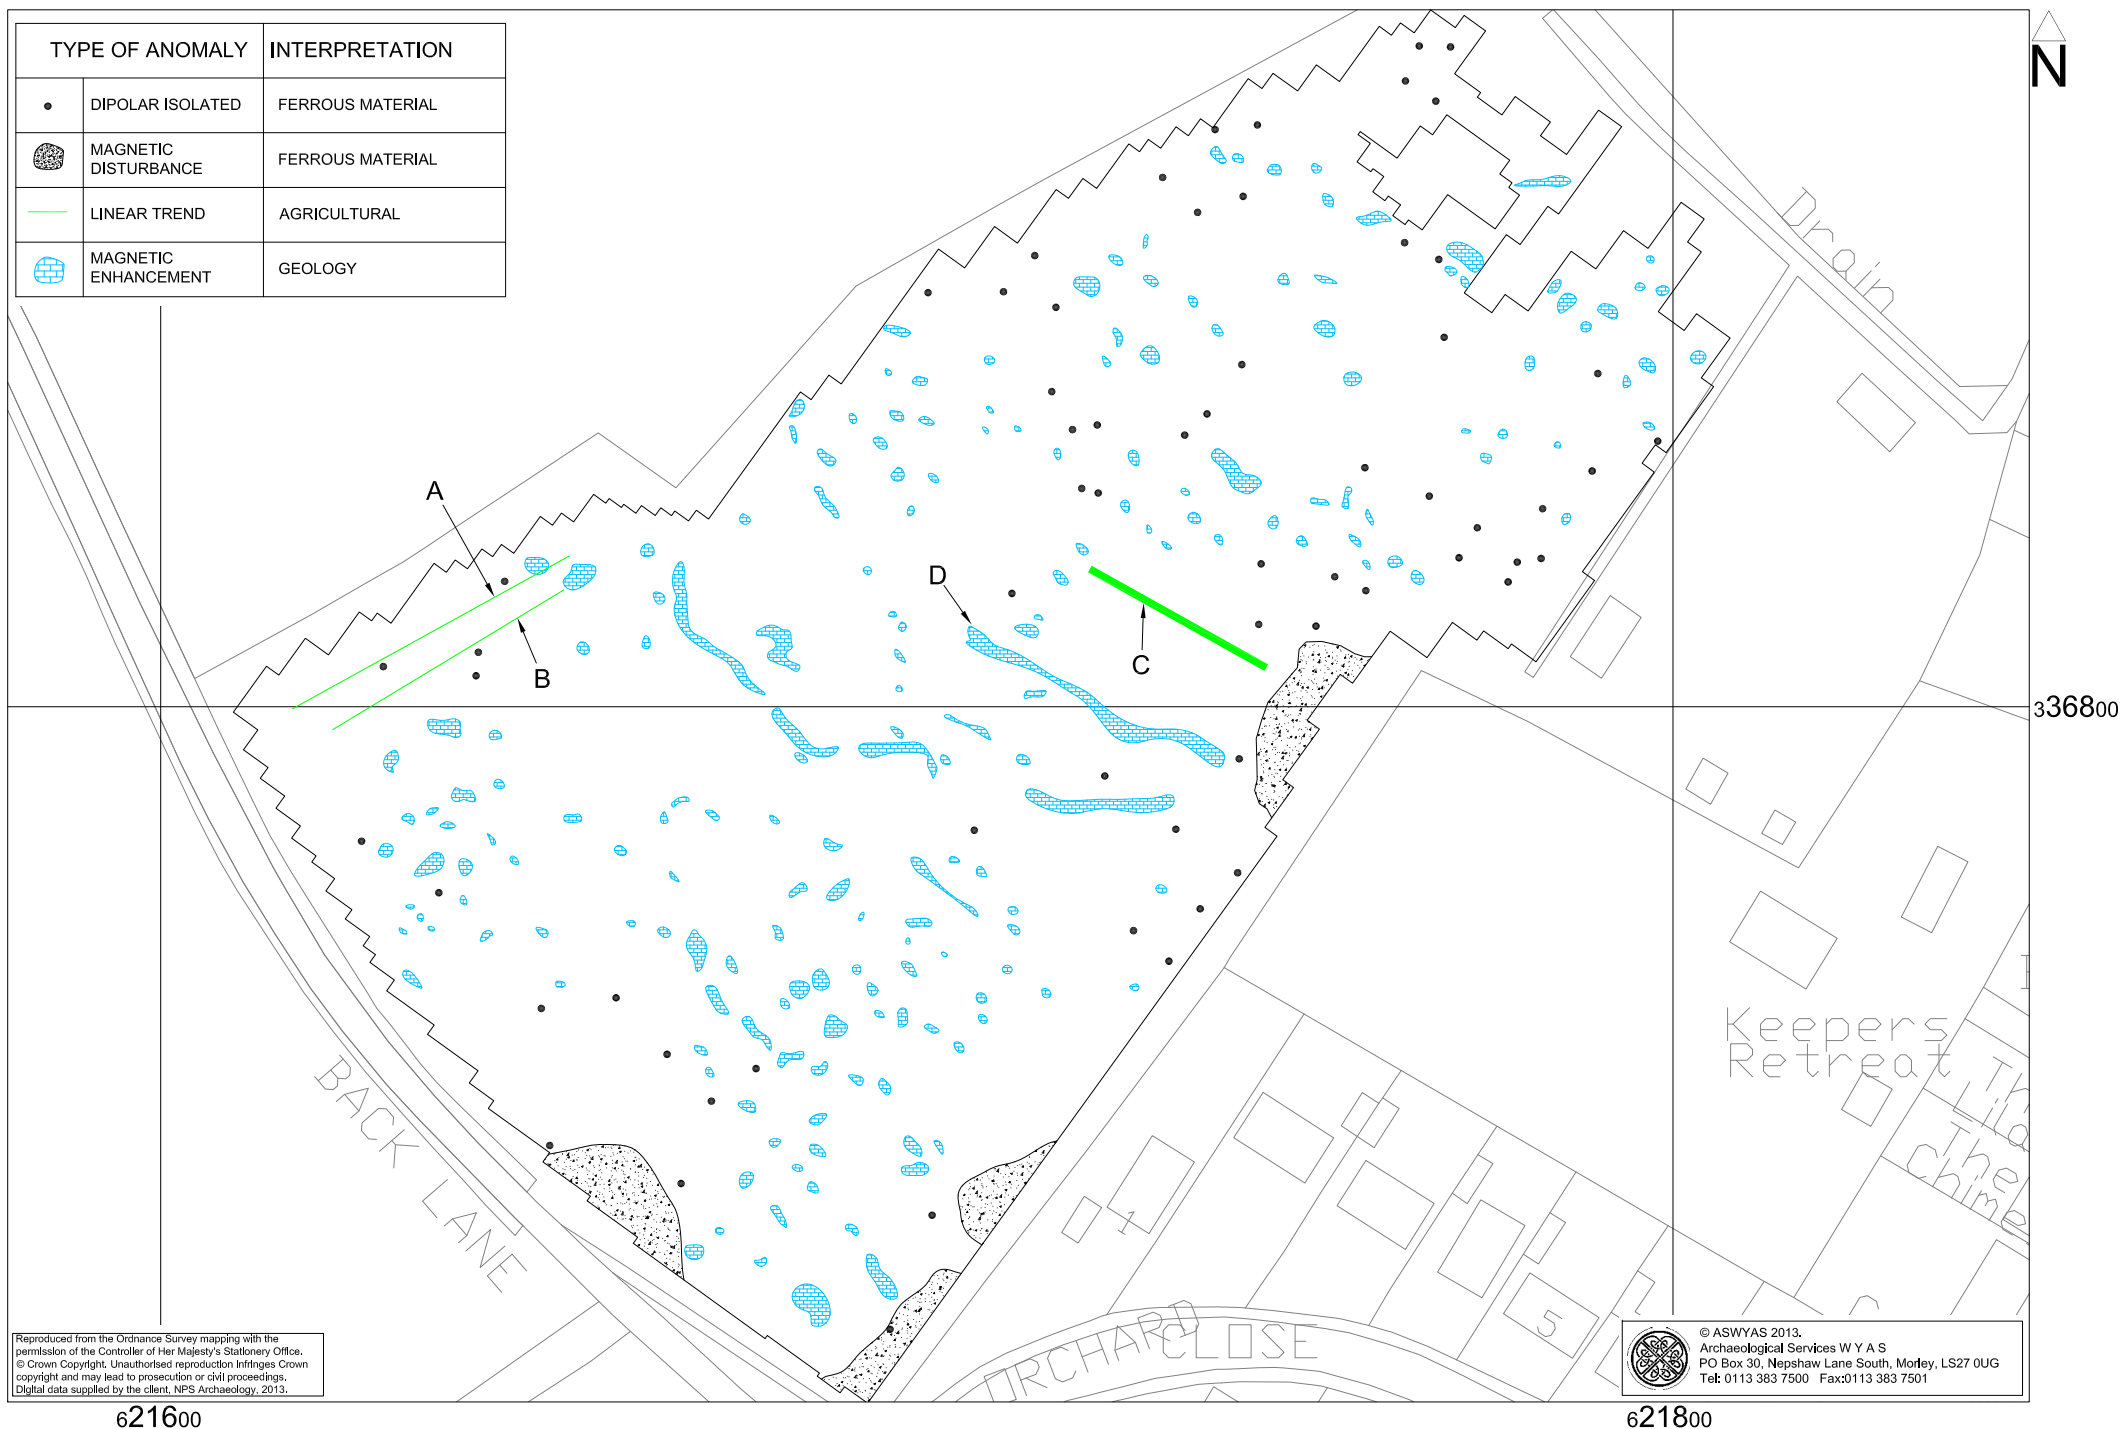 TYPE OF ANOMALY INTERPRETATION
DIPOLAR ISOLATED FERROUS MATERIAL
MAGNETIC
DISTURBANCE
FERROUS MATERIAL
LINEAR TREND AGRICULTURAL
MAGNETIC
ENHANCEMENT
GEOLOGY
N
Drain
A
B
C
D
336800
Keepers
Retreat
The
BACK LANE
1
5
ORCHARD CLOSE
Reproduced from the Ordnance Survey mapping with the
permission of the Controller of Her Majesty's Stationery Office.
© Crown Copyright. Unauthorised reproduction infringes Crown
copyright and may lead to prosecution or civil proceedings.
Digital data supplied by the client, NPS Archaeology, 2013.
© ASWYAS 2013.
Archaeological Services W Y A S
PO Box 30, Nepshaw Lane South, Morley, LS27 0UG
Tel: 0113 383 7500 Fax:0113 383 7501
621600
621800